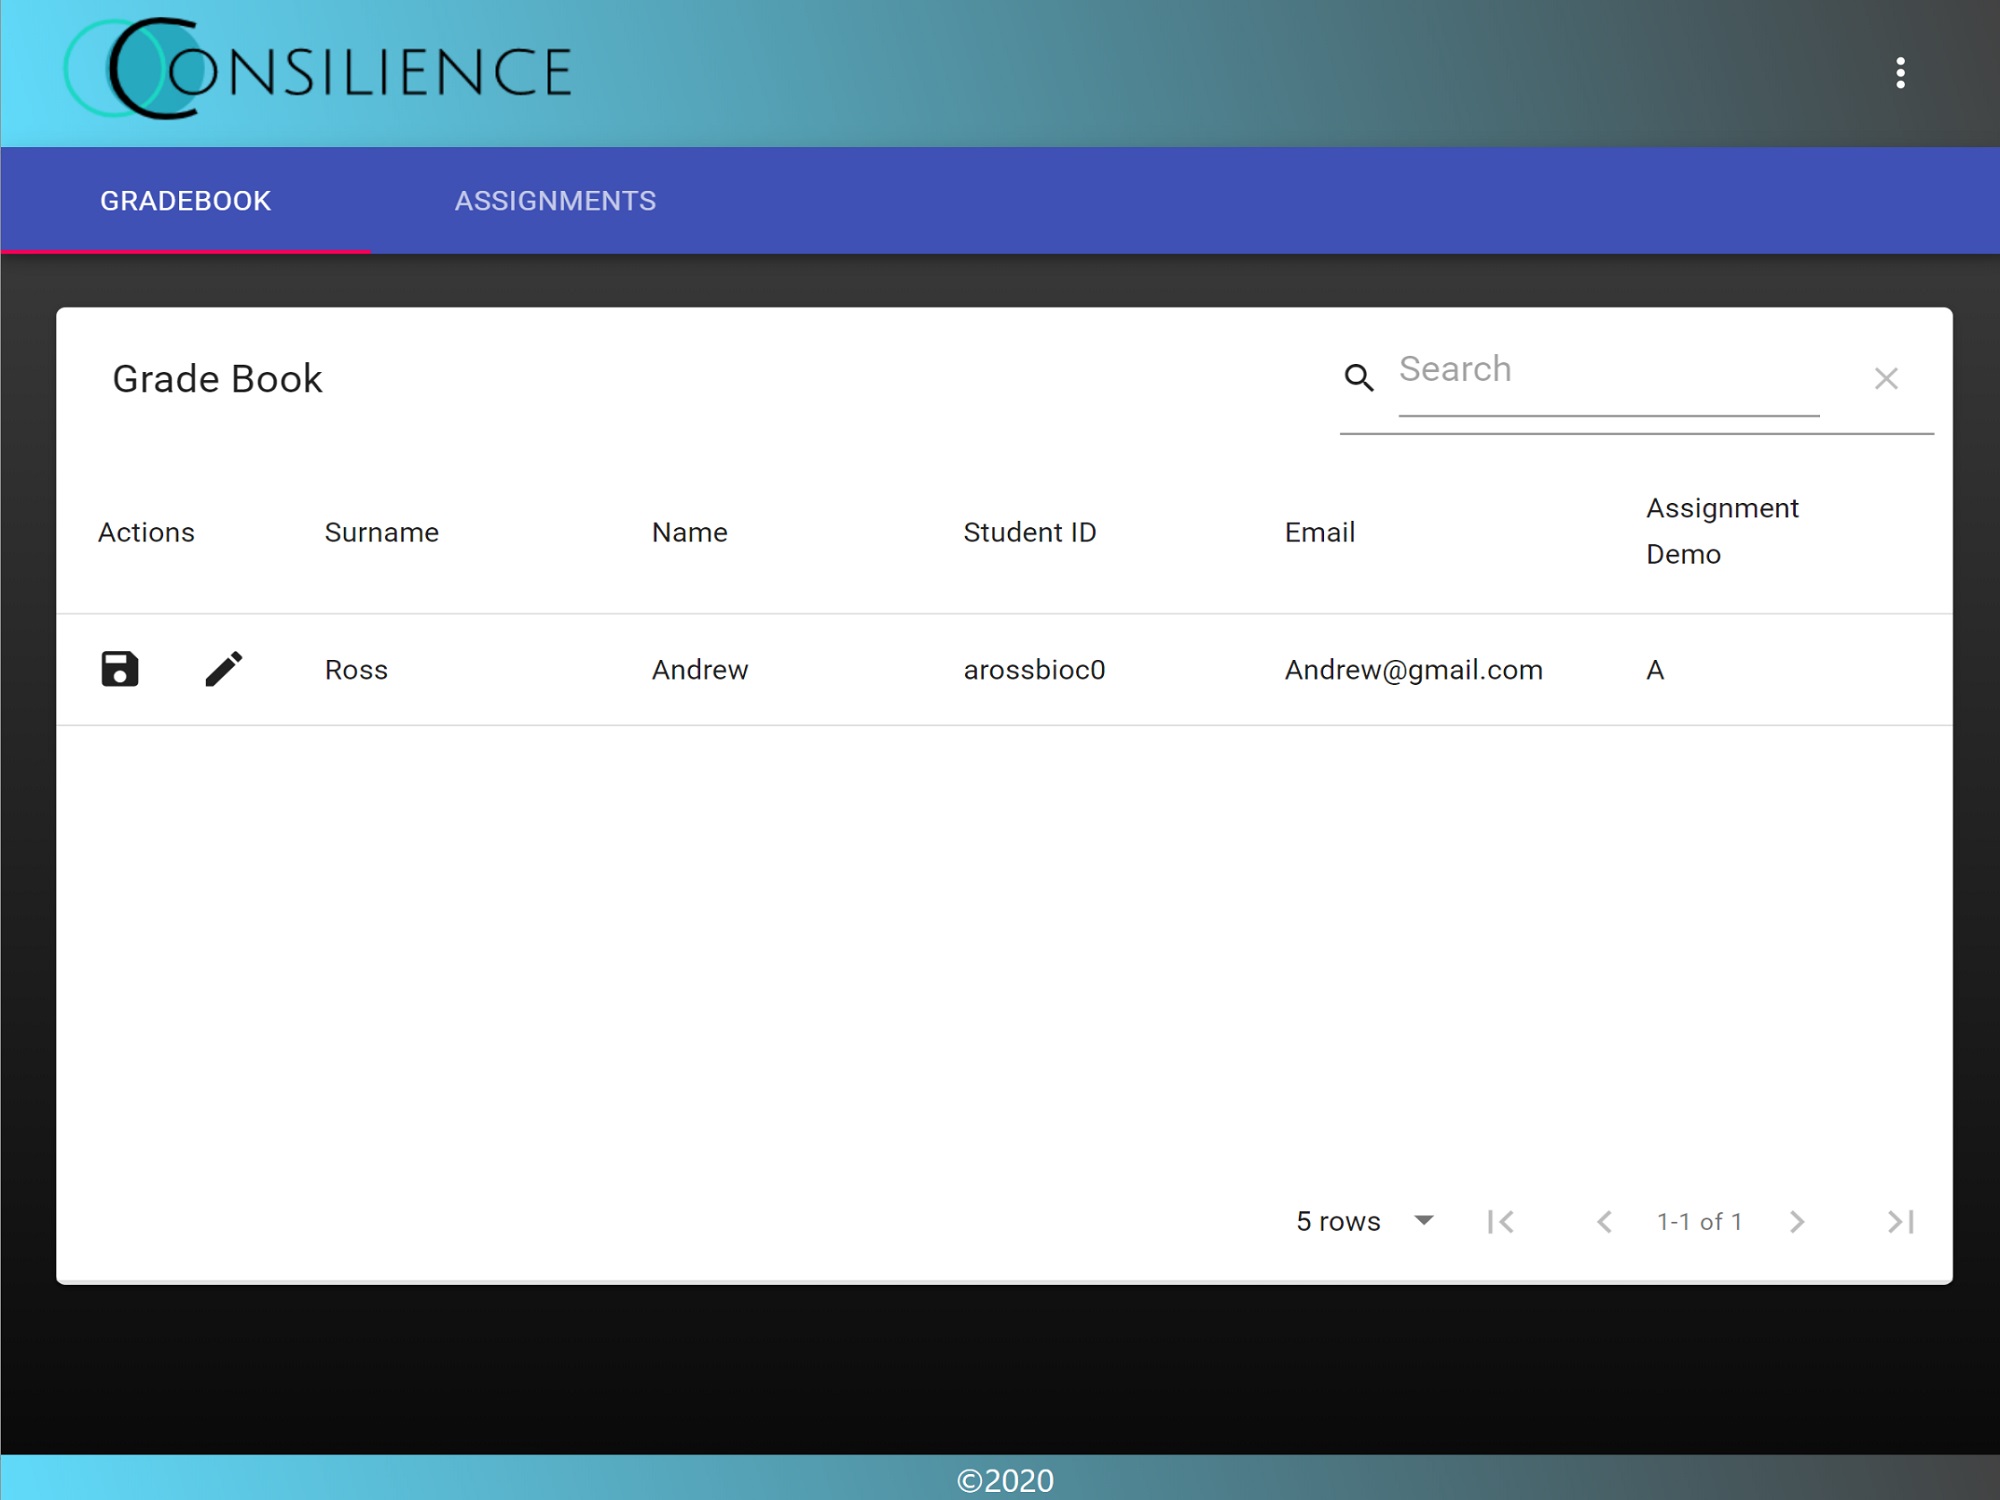 CONSILIENCE
GRADEBOOK ASSIGNMENTS
Grade Book Search
Actions Surname Name Student ID Email Assignment Demo
Ross Andrew arossbioc0 Andrew@gmail.com A
5 rows 1-1 of 1
©2020